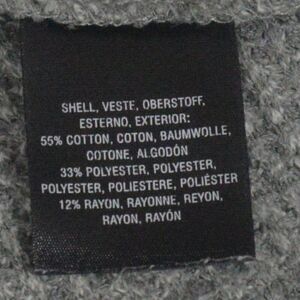 SHELL, VESTE, OBERSTOFF,
ESTERNO, EXTERIOR:
55% COTTON, COTON, BAUMWOLLE,
COTONE, ALGODÓN
33% POLYESTER, POLYESTER,
POLYESTER, POLIESTERE, POLIÉSTER
12% RAYON, RAYONNE, REYON,
RAYON, RAYÓN